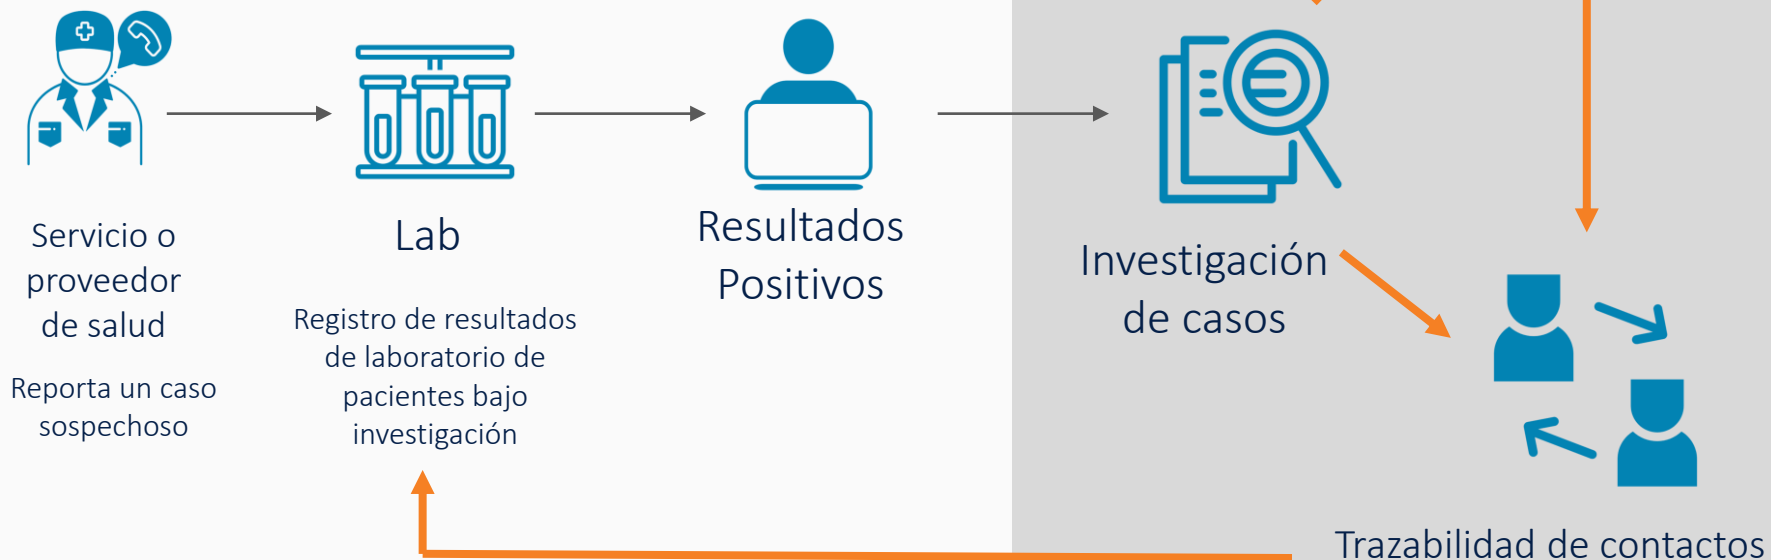 Servicio o
proveedor
de salud
Reporta un caso
sospechoso
Lab
Registro de resultados
de laboratorio de
pacientes bajo
investigación
Resultados
Positivos
Investigación
de casos
Trazabilidad de contactos